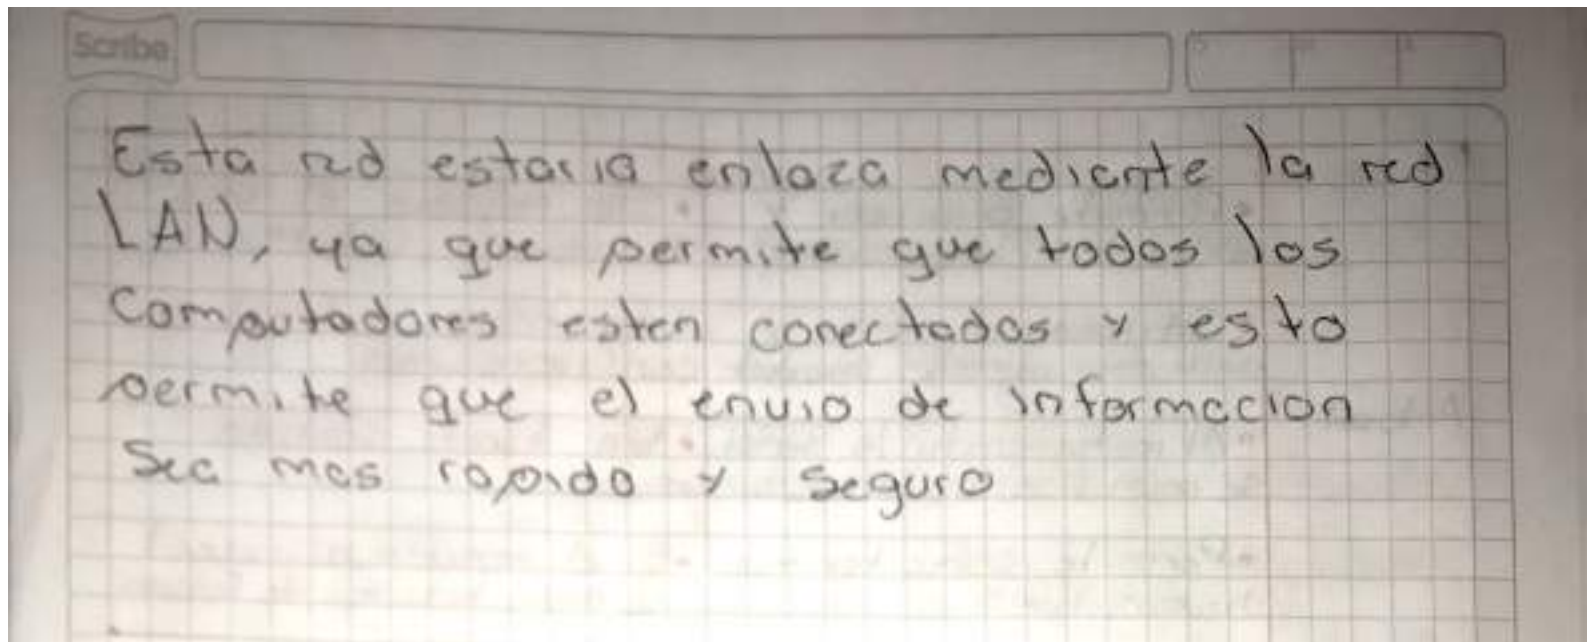 Scribe
Esta red estaria enlaza mediante la red
LAN, ya que permite que todos los
Computadores esten conectados y esto
permite que el envio de informacion
Sea mas rapido y seguro